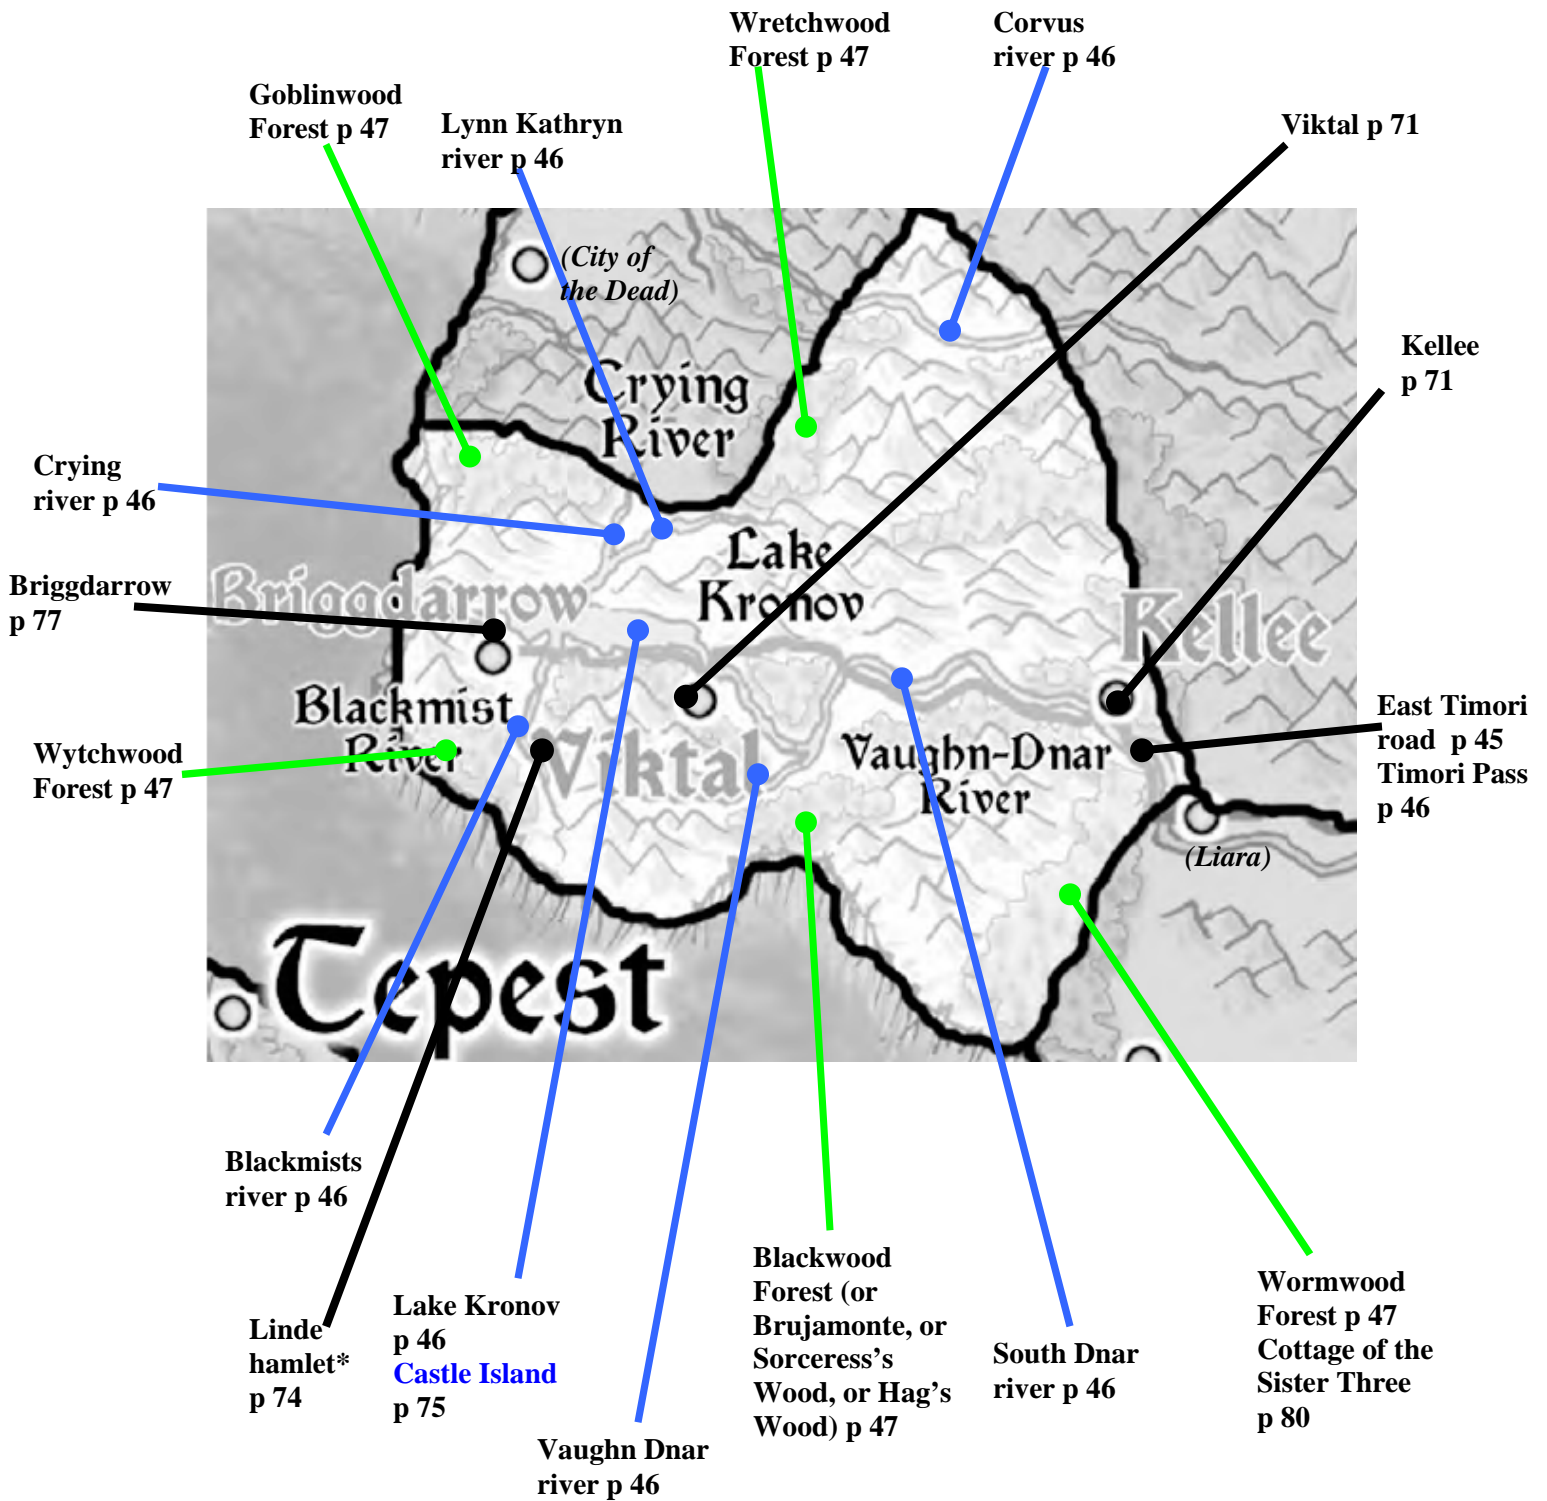 Wretchwood
Forest p 47
Corvus
river p 46
Goblinwood
Forest p 47
Lynn Kathryn
river p 46
Viktal p 71
(City of
the Dead)
Kellee
p 71
Crying
River
Crying
river p 46
Lake
Kronov
Briggdarrow
p 77
Briggdarrow
Kellee
Blackmist
River
East Timori
road p 45
Timori Pass
p 46
Wytchwood
Forest p 47
Viktal
Vaughn-Dnar
River
(Liara)
Tepest
Blackmists
river p 46
Linde
hamlet*
p 74
Lake Kronov
p 46
Castle Island
p 75
Vaughn Dnar
river p 46
Blackwood
Forest (or
Brujamonte, or
Sorceress’s
Wood, or Hag’s
Wood) p 47
South Dnar
river p 46
Wormwood
Forest p 47
Cottage of the
Sister Three
p 80